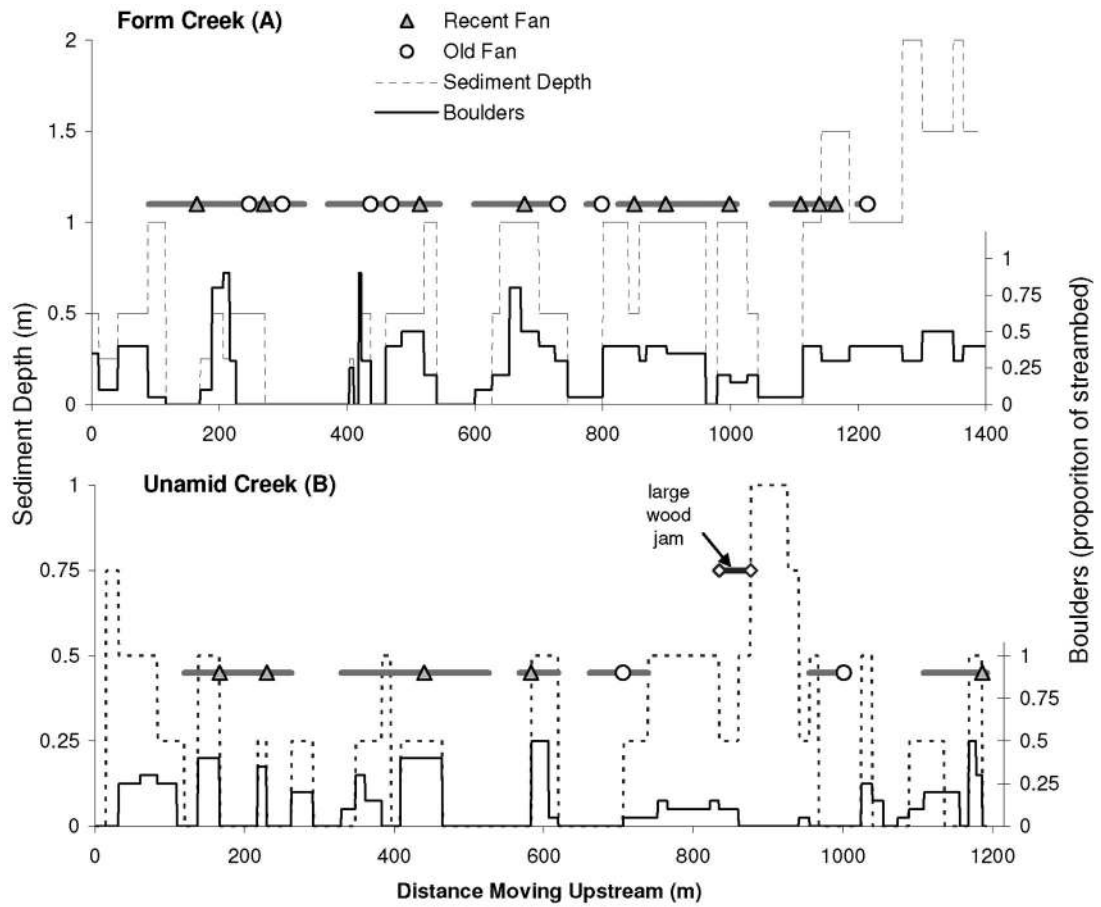 Form Creek (A)
Recent Fan
Old Fan
Sediment Depth
Boulders
2
1.5
1
0.5
0
1
0.75
0.5
0.25
0
0 200 400 600 800 1000 1200 1400
Sediment Depth (m)
Boulders (proporiton of streambed)
Unamid Creek (B)
large
wood
jam
1
0.75
0.5
0.25
0
1
0.75
0.5
0.25
0
0 200 400 600 800 1000 1200
Distance Moving Upstream (m)